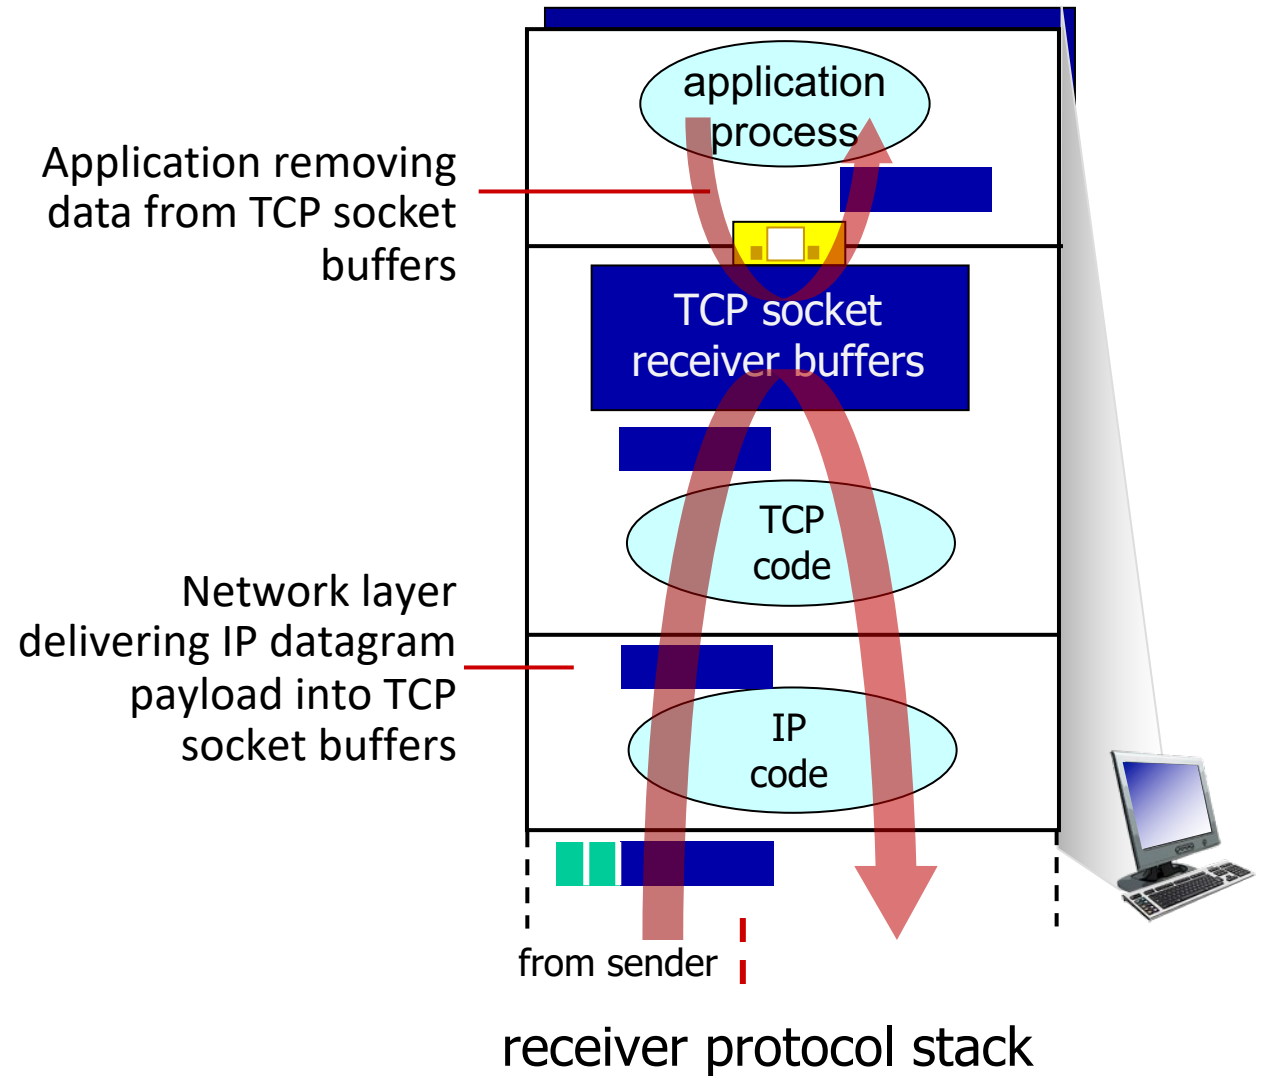 application
process
Application removing
data from TCP socket
buffers
TCP socket
receiver buffers
TCP
code
Network layer
delivering IP datagram
payload into TCP
socket buffers
IP
code
from sender
receiver protocol stack